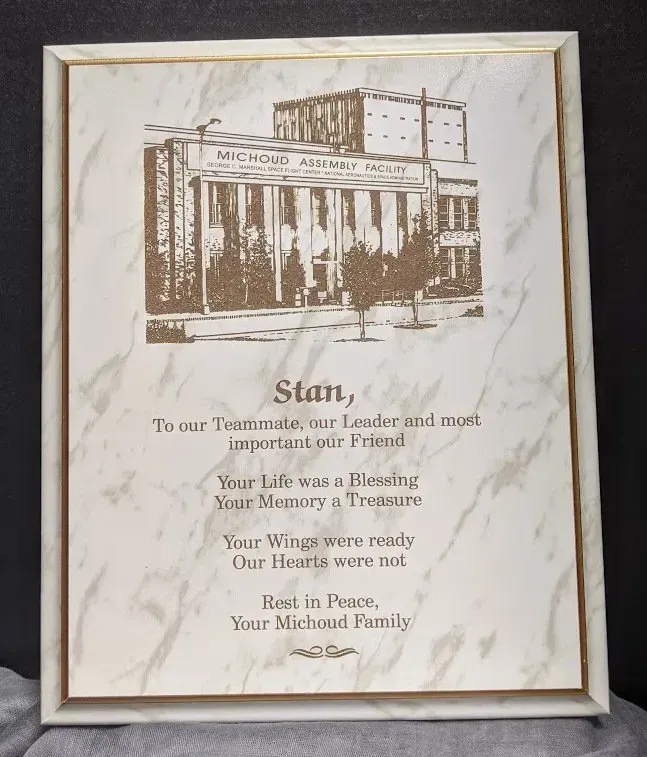 MICHOUD ASSEMBLY FACILITY
GEORGE C. MARSHALL SPACE FLIGHT CENTER * NATIONAL AERONAUTICS & SPACE ADMINISTRATION
Stan,
To our Teammate, our Leader and most
important our Friend
Your Life was a Blessing
Your Memory a Treasure
Your Wings were ready
Our Hearts were not
Rest in Peace,
Your Michoud Family